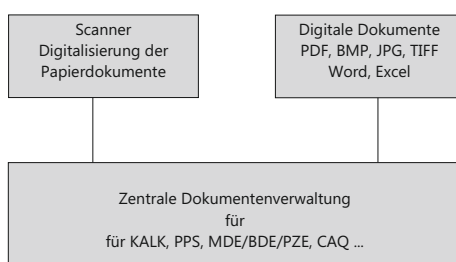 Scanner
Digitalisierung der
Papierdokumente
Digitale Dokumente
PDF, BMP, JPG, TIFF
Word, Excel
Zentrale Dokumentenverwaltung
für
für KALK, PPS, MDE/BDE/PZE, CAQ ...